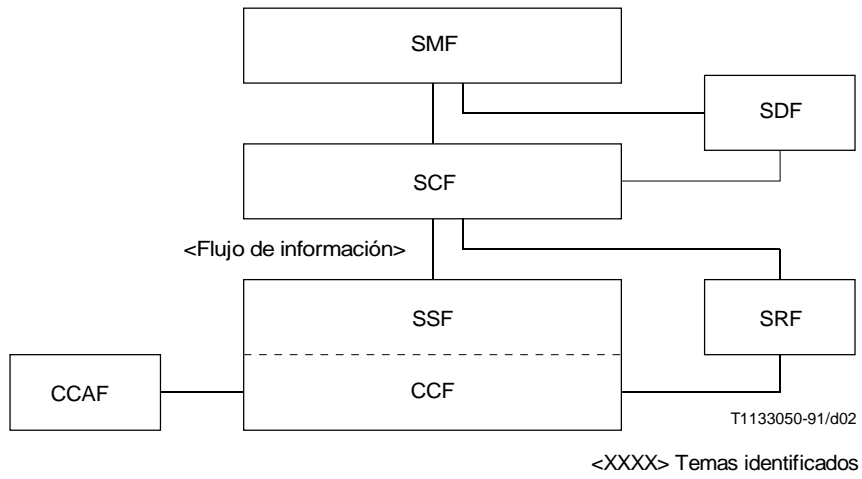 SMF
SDF
SCF
<Flujo de información>
SSF
SRF
CCAF
CCF
T1133050-91/d02
<XXXX> Temas identificados